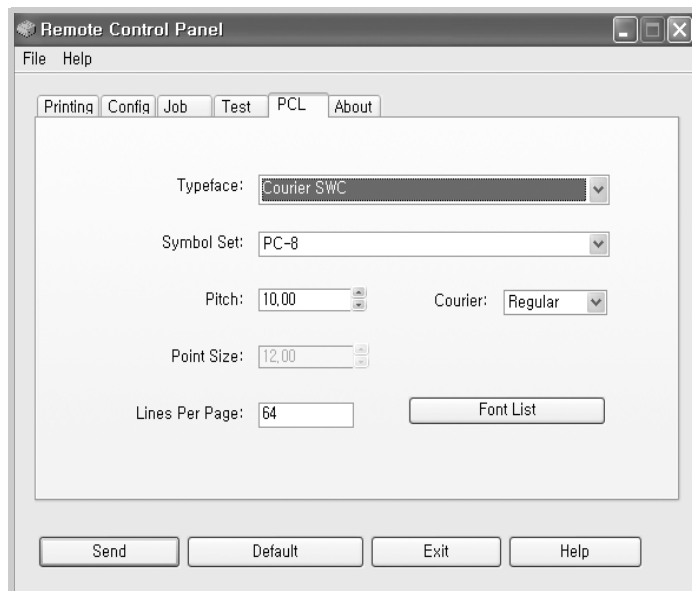 Remote Control Panel
File Help
Printing Config Job Test PCL About
Typeface: Courier SWC
Symbol Set: PC-8
Pitch: 10,00 Courier: Regular
Point Size: 12,00
Lines Per Page: 64 Font List
Send Default Exit Help